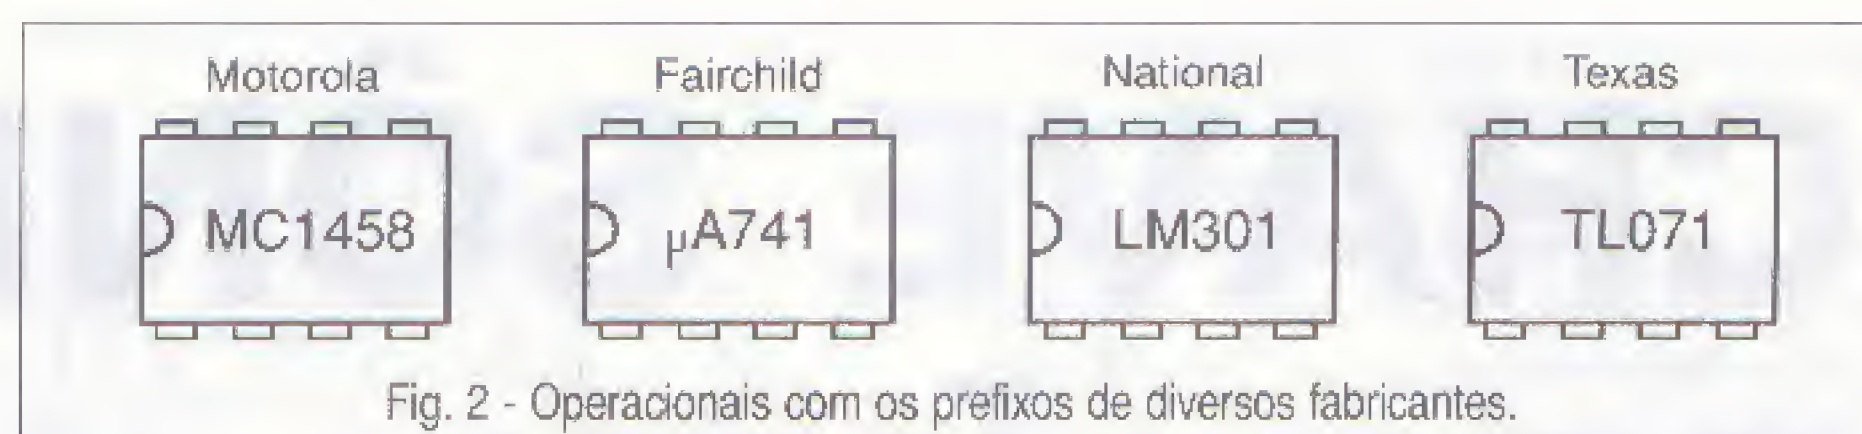 Motorola Fairchild National Texas
MC1458 µA741 LM301 TL071
Fig. 2 - Operacionais com os prefixos de diversos fabricantes.